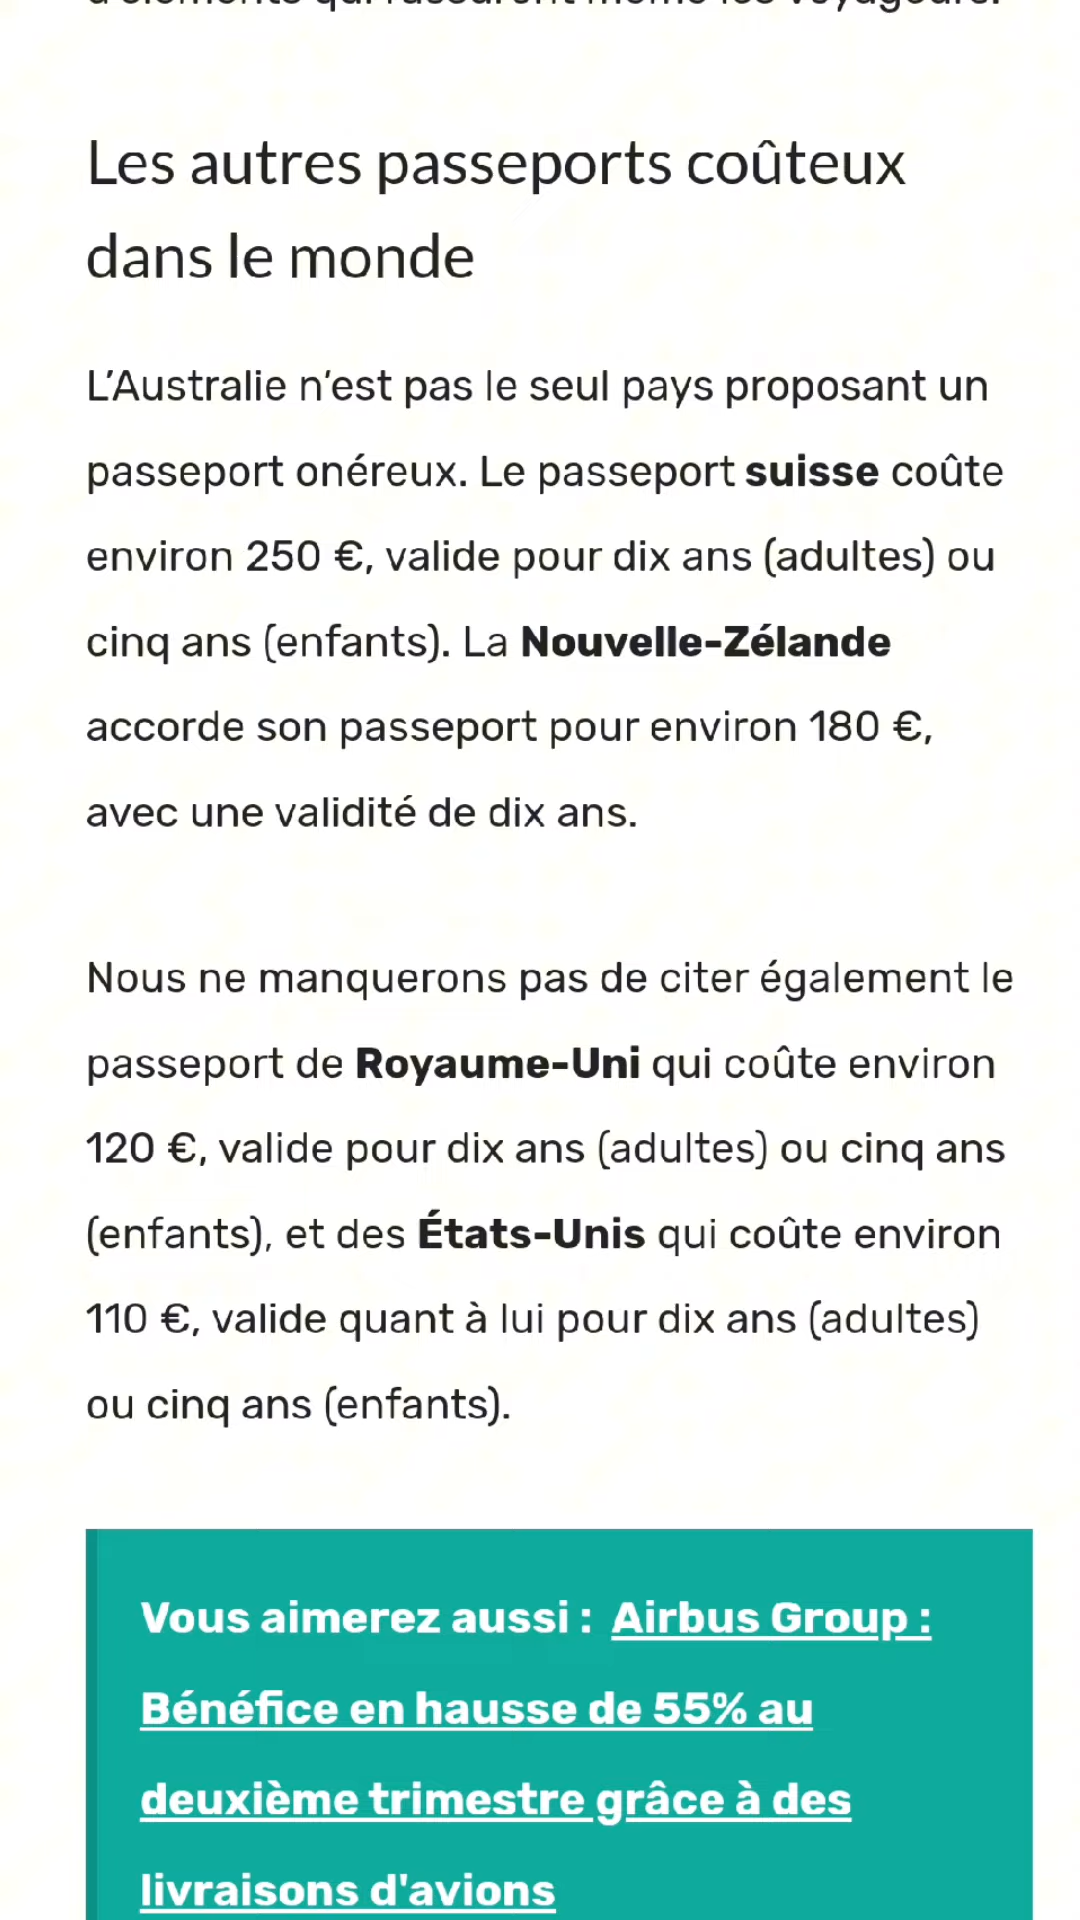 Les autres passeports coûteux
dans le monde
L’Australie n’est pas le seul pays proposant un
passeport onéreux. Le passeport suisse coûte
environ 250 €, valide pour dix ans (adultes) ou
cinq ans (enfants). La Nouvelle-Zélande
accorde son passeport pour environ 180 €,
avec une validité de dix ans.
Nous ne manquerons pas de citer également le
passeport de Royaume-Uni qui coûte environ
120 €, valide pour dix ans (adultes) ou cinq ans
(enfants), et des États-Unis qui coûte environ
110 €, valide quant à lui pour dix ans (adultes)
ou cinq ans (enfants).
Vous aimerez aussi : Airbus Group :
Bénéfice en hausse de 55% au
deuxième trimestre grâce à des
livraisons d'avions